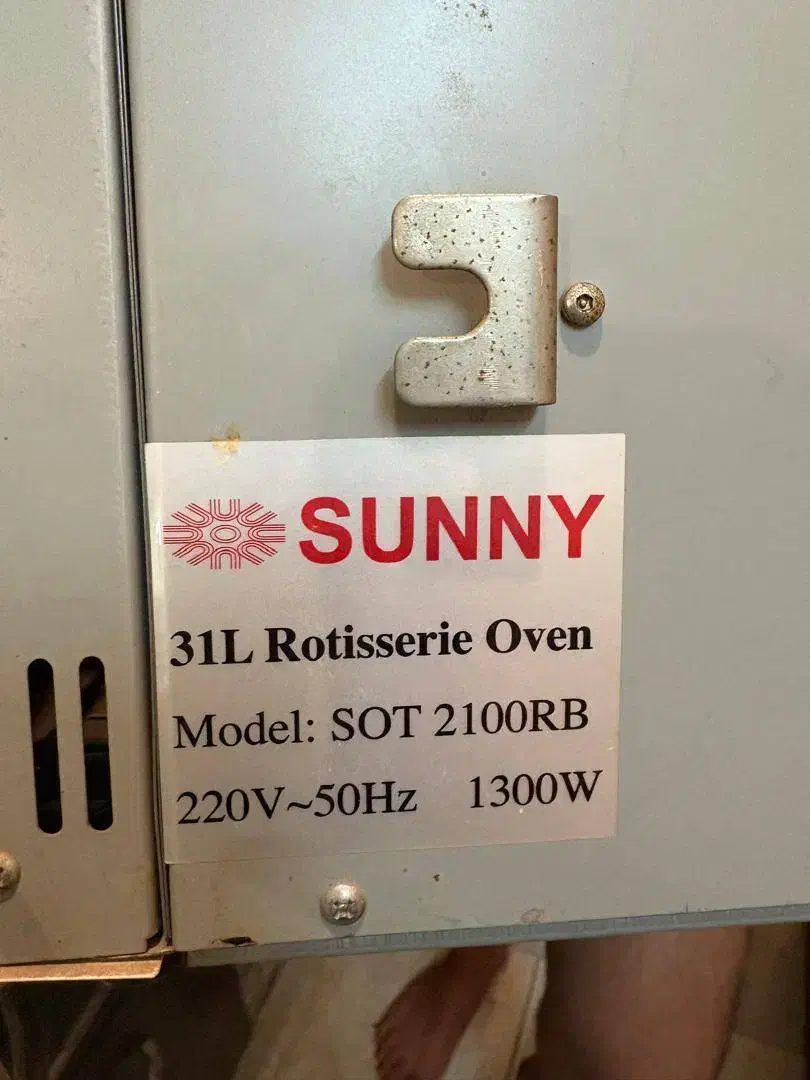 SUNNY
31L Rotisserie Oven
Model: SOT 2100RB
220V~50Hz 1300W